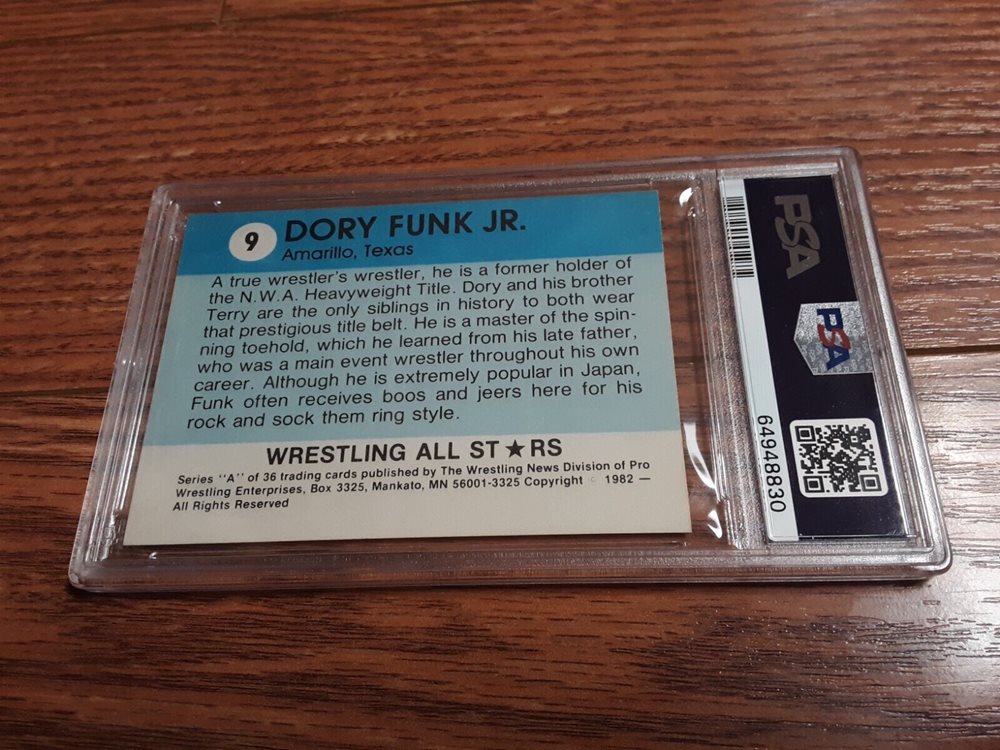 9
DORY FUNK JR.
Amarillo, Texas
A true wrestler's wrestler, he is a former holder of
the N.W.A. Heavyweight Title. Dory and his brother
Terry are the only siblings in history to both wear
that prestigious title belt. He is a master of the spin-
ning toehold, which he learned from his late father,
who was a main event wrestler throughout his own
career. Although he is extremely popular in Japan,
Funk often receives boos and jeers here for his
rock and sock them ring style.
WRESTLING ALL ST★RS
Series "A" of 36 trading cards published by The Wrestling News Division of Pro
Wrestling Enterprises, Box 3325, Mankato, MN 56001-3325 Copyright © 1982 —
All Rights Reserved
PSA
PSA
64948830